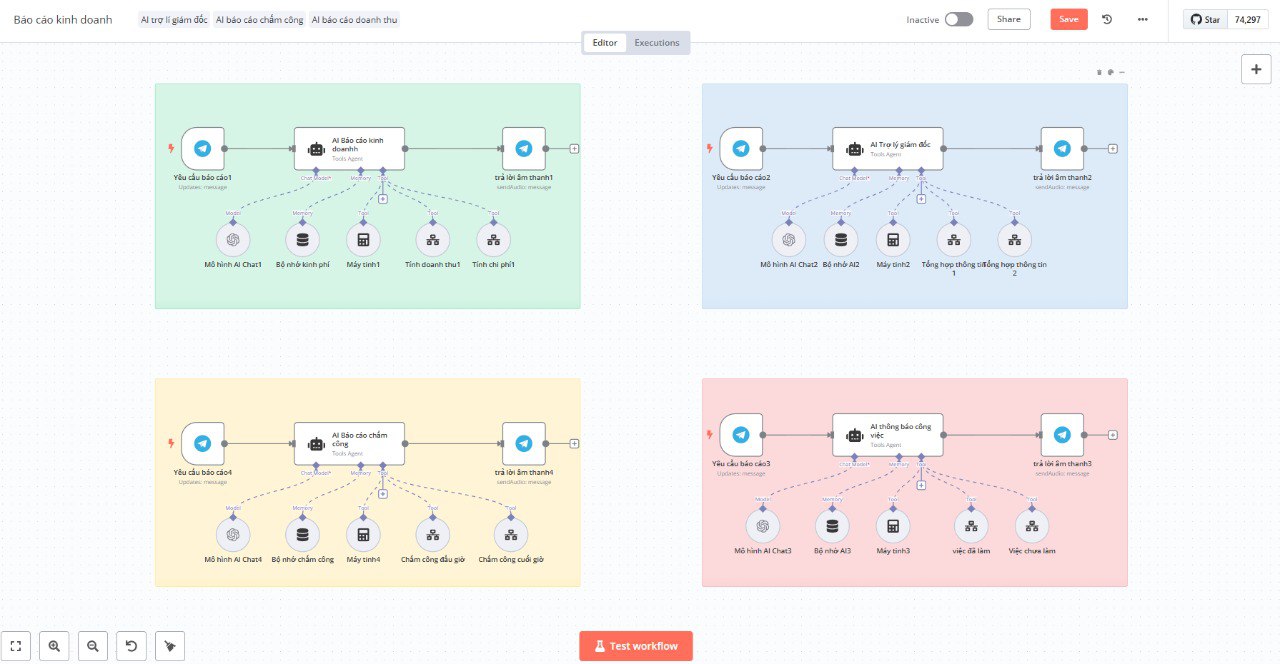 Báo cáo kinh doanh
AI trợ lí giám đốc
AI báo cáo chấm công
AI báo cáo doanh thu
Inactive
Share
Save
Star
74,297
Editor
Executions
AI Báo cáo kinh
doanhh
Tools Agent
Chat Model*
Memory
Tool
Yêu cầu báo cáo1
Updates: message
trả lời âm thanh1
sendAudio: message
Model
Memory
Tool
Tool
Tool
Mô hình AI Chat1
Bộ nhớ kinh phí
Máy tính1
Tính doanh thu1
Tính chi phí1
AI Trợ lý giám đốc
Tools Agent
Chat Model*
Memory
Tool
Yêu cầu báo cáo2
Updates: message
trả lời âm thanh2
sendAudio: message
Model
Memory
Tool
Tool
Tool
Mô hình AI Chat2
Bộ nhớ AI2
Máy tính2
Tổng hợp thông tin
1
Tổng hợp thông tin
2
AI Báo cáo chấm
công
Tools Agent
Chat Model*
Memory
Tool
Yêu cầu báo cáo4
Updates: message
trả lời âm thanh4
sendAudio: message
Model
Memory
Tool
Tool
Tool
Mô hình AI Chat4
Bộ nhớ chấm công
Máy tính4
Chấm công đầu giờ
Chấm công cuối giờ
AI thông báo công
việc
Tools Agent
Chat Model*
Memory
Tool
Yêu cầu báo cáo3
Updates: message
trả lời âm thanh3
sendAudio: message
Model
Memory
Tool
Tool
Tool
Mô hình AI Chat3
Bộ nhớ AI3
Máy tính3
việc đã làm
Việc chưa làm
Test workflow